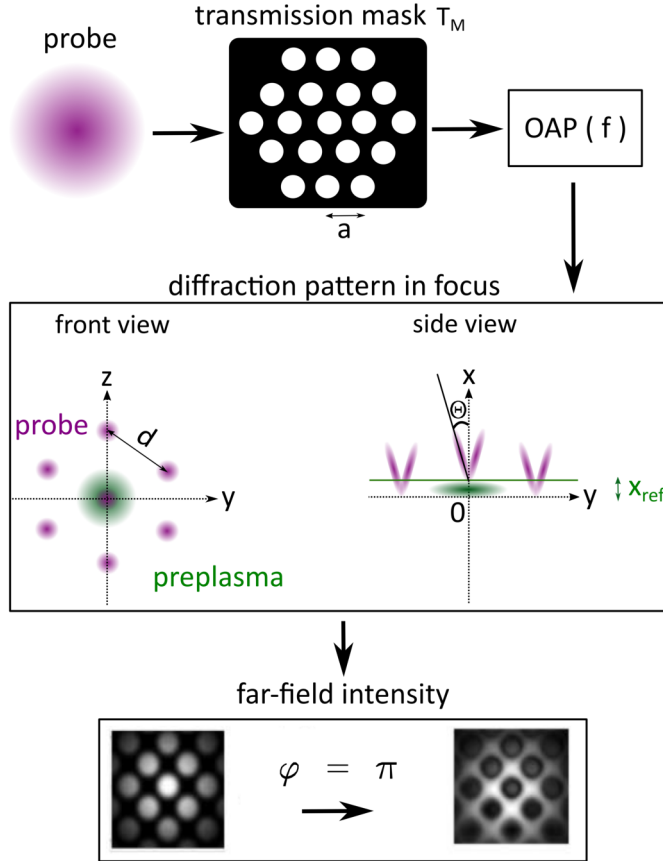 transmission mask T_M
probe
OAP ( f )
a
diffraction pattern in focus
front view
side view
z
x
probe
d
Θ
y
y
x_ref
0
preplasma
far-field intensity
φ = π